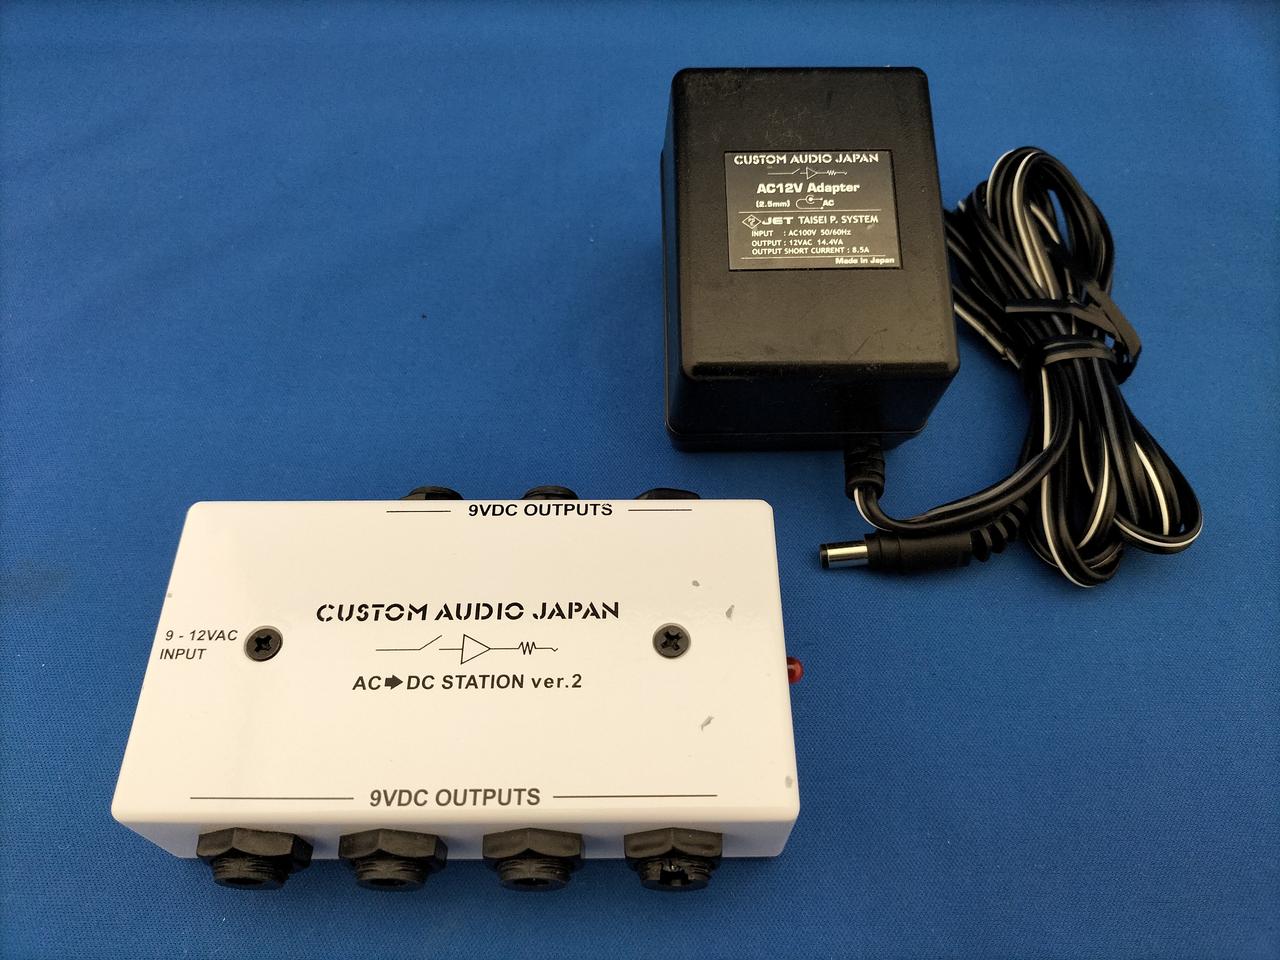 CUSTOM AUDIO JAPAN
AC12V Adapter
(2.5mm) AC
JET TAISEI P. SYSTEM
INPUT : AC100V 50/60Hz
OUTPUT : 12VAC 14.4VA
OUTPUT SHORT CURRENT : 8.5A
Made in Japan
9VDC OUTPUTS
CUSTOM AUDIO JAPAN
9 - 12VAC
INPUT
AC➡DC STATION ver.2
9VDC OUTPUTS